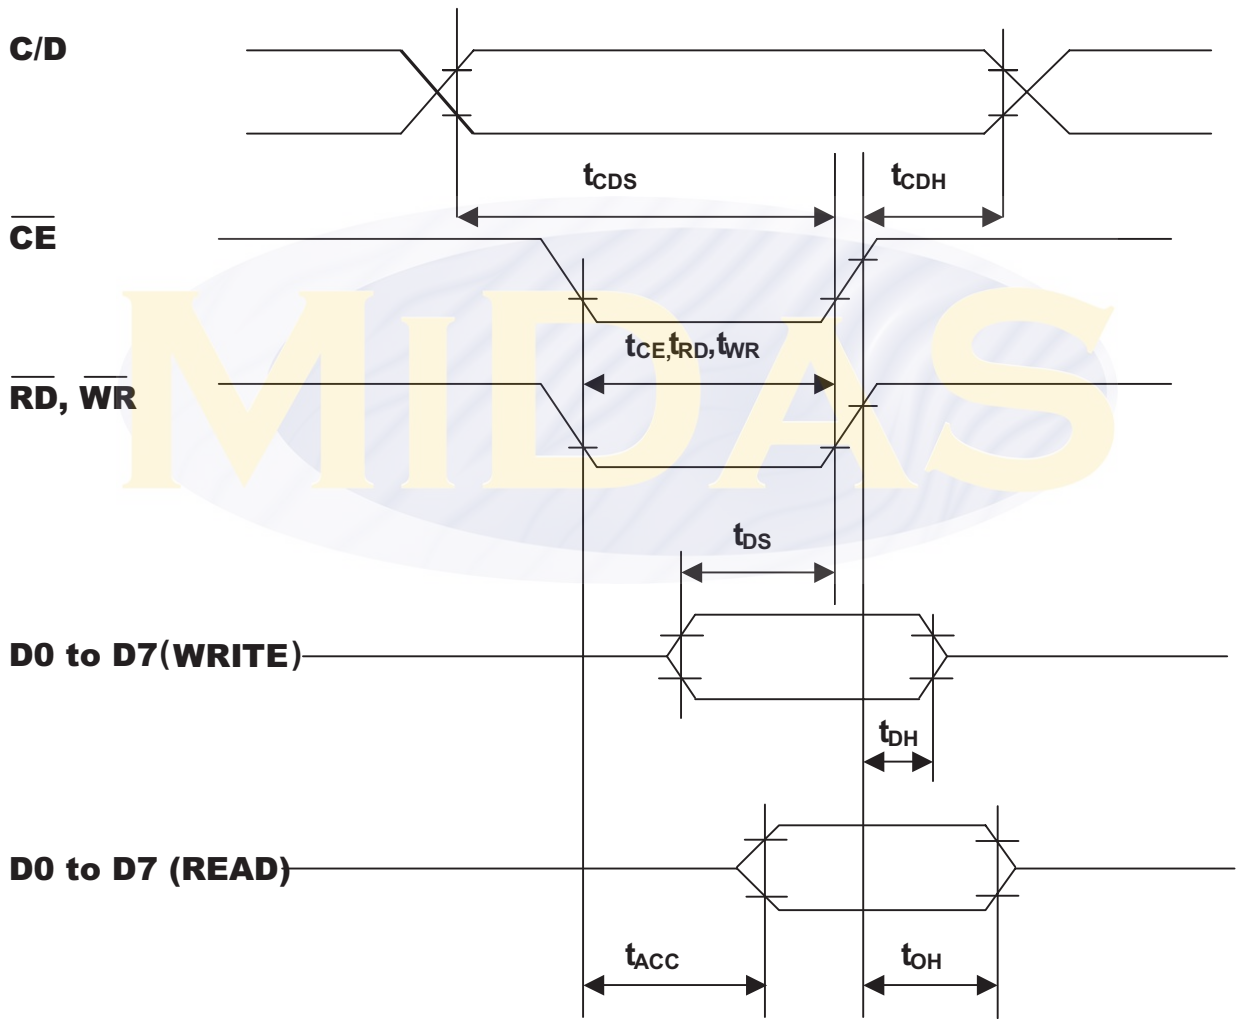 C/D
tCDS
tCDH
CE
tCE,tRD,tWR
RD, WR
MIDAS
tDS
D0 to D7(WRITE)
tDH
D0 to D7 (READ)
tACC
tOH